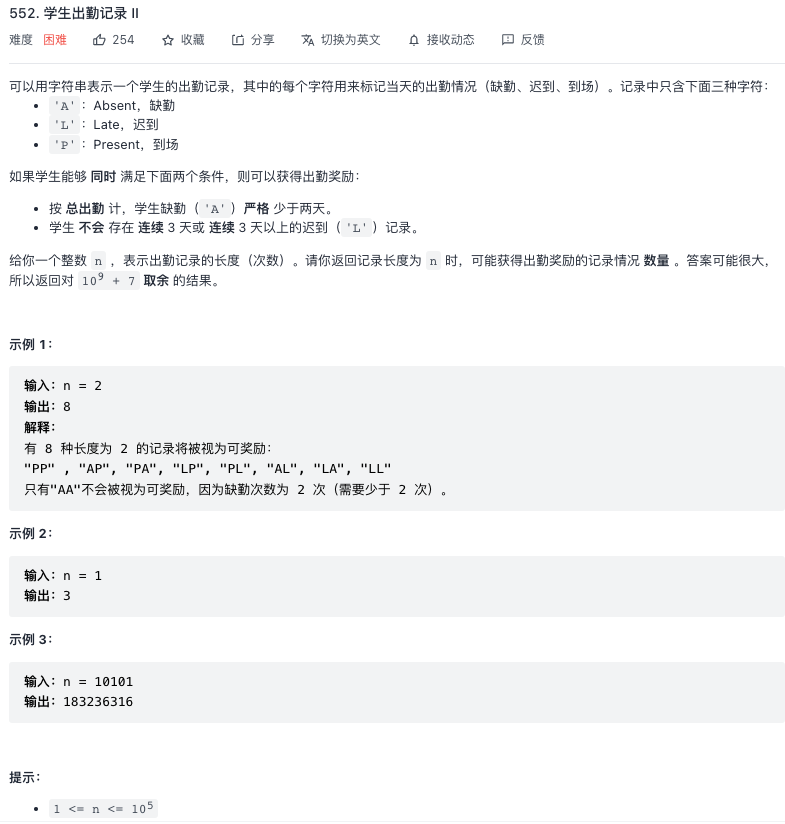 552. 学生出勤记录 II
难度 困难 254 收藏 分享 切换为英文 接收动态 反馈
可以用字符串表示一个学生的出勤记录，其中的每个字符用来标记当天的出勤情况（缺勤、迟到、到场）。记录中只含下面三种字符：
• 'A'：Absent，缺勤
• 'L'：Late，迟到
• 'P'：Present，到场
如果学生能够 同时 满足下面两个条件，则可以获得出勤奖励：
• 按 总出勤 计，学生缺勤（'A'）严格 少于两天。
• 学生 不会 存在 连续 3 天或 连续 3 天以上的迟到（'L'）记录。
给你一个整数 n ，表示出勤记录的长度（次数）。请你返回记录长度为 n 时，可能获得出勤奖励的记录情况 数量 。答案可能很大，
所以返回对 10⁹ + 7 取余 的结果。
示例 1：
输入：n = 2
输出：8
解释：
有 8 种长度为 2 的记录将被视为可奖励：
"PP" , "AP", "PA", "LP", "PL", "AL", "LA", "LL"
只有"AA"不会被视为可奖励，因为缺勤次数为 2 次（需要少于 2 次）。
示例 2：
输入：n = 1
输出：3
示例 3：
输入：n = 10101
输出：183236316
提示：
• 1 <= n <= 10⁵